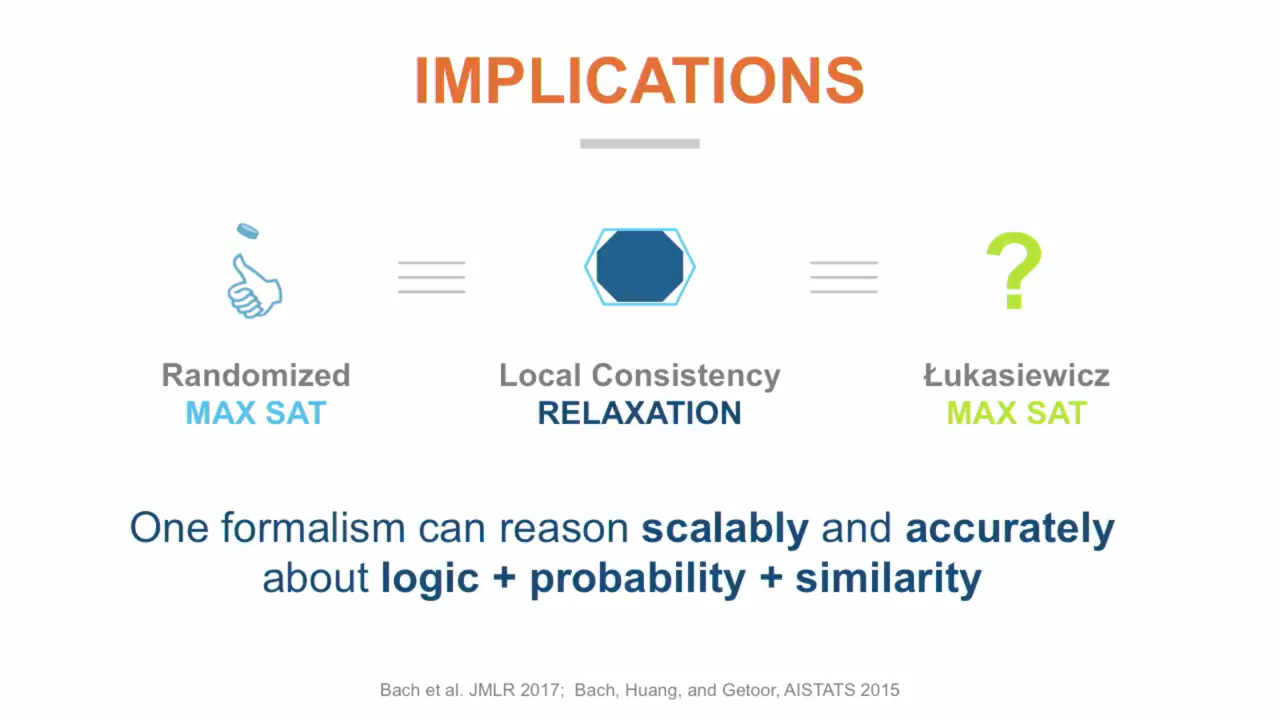 IMPLICATIONS
?
Randomized
MAX SAT
Local Consistency
RELAXATION
Łukasiewicz
MAX SAT
One formalism can reason scalably and accurately
about logic + probability + similarity
Bach et al. JMLR 2017; Bach, Huang, and Getoor, AISTATS 2015